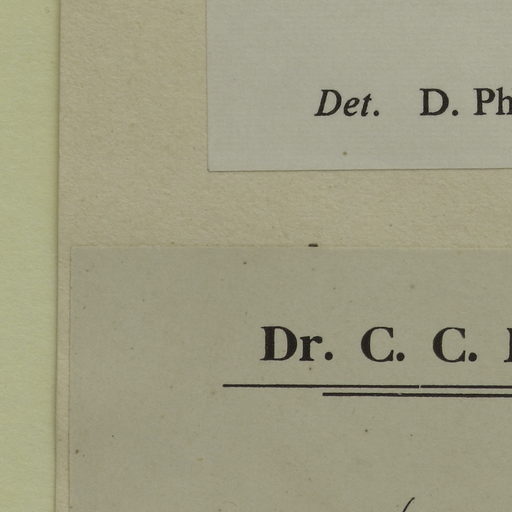 Det. D. Ph
Dr. C. C.